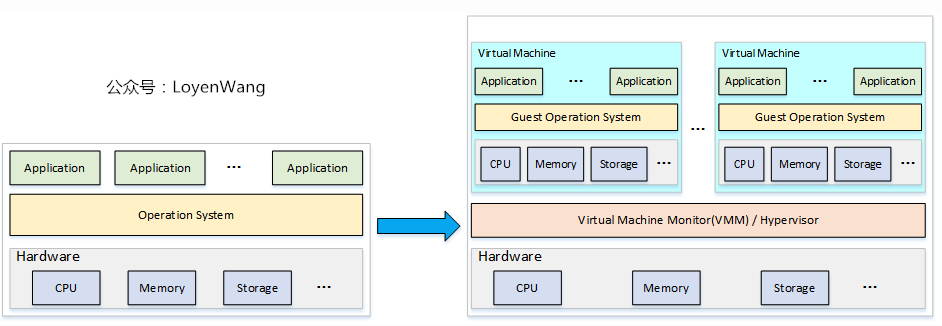 公众号：LoyenWang
Application Application ... Application
Operation System
Hardware
CPU Memory Storage ...
Virtual Machine
Application ... Application
Guest Operation System
CPU Memory Storage ...
...
Virtual Machine
Application ... Application
Guest Operation System
CPU Memory Storage ...
Virtual Machine Monitor(VMM) / Hypervisor
Hardware
CPU Memory Storage ...